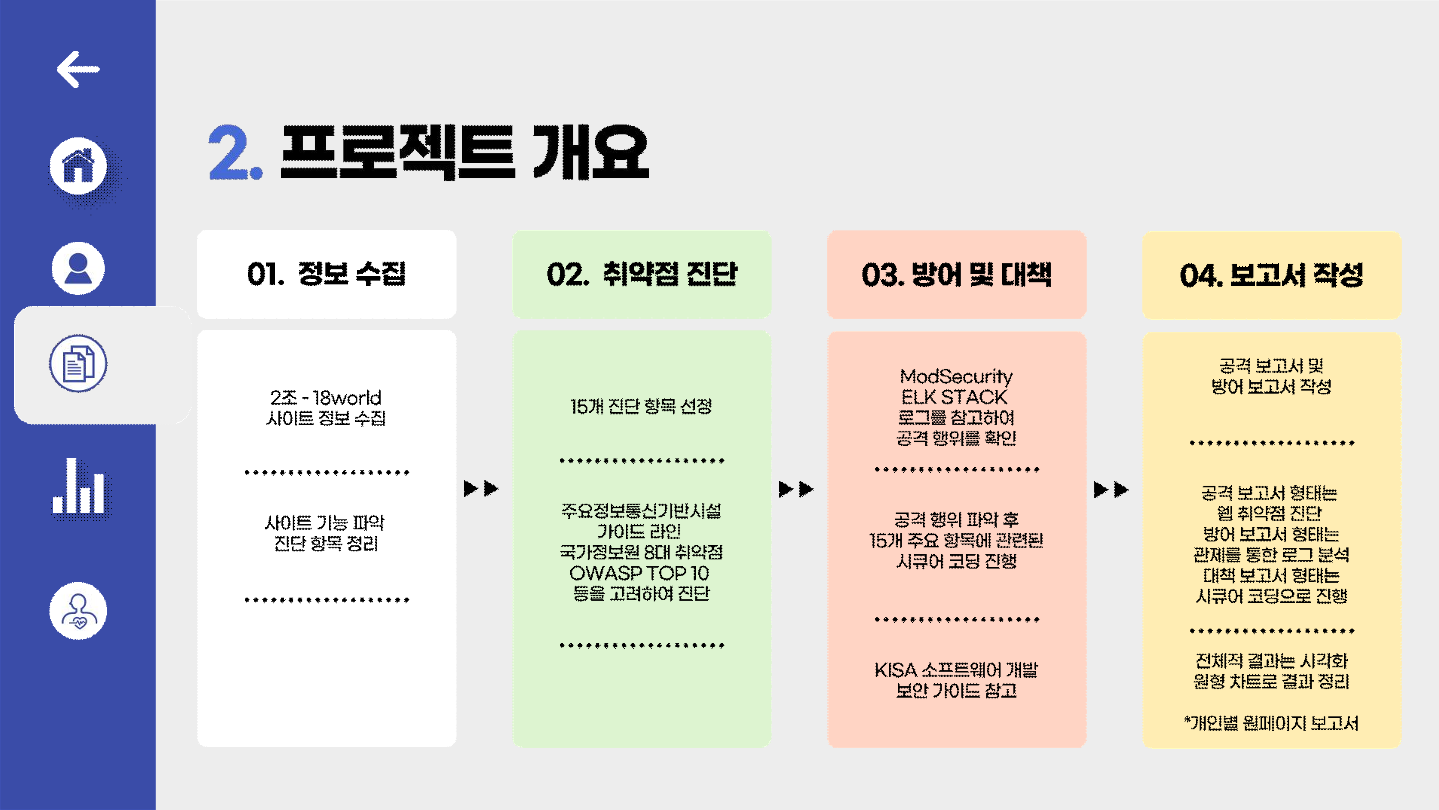 2. 프로젝트 개요
01. 정보 수집
2조 - 18world
사이트 정보 수집
사이트 기능 파악
진단 항목 정리
02. 취약점 진단
15개 진단 항목 선정
주요정보통신기반시설
가이드 라인
국가정보원 8대 취약점
OWASP TOP 10
등을 고려하여 진단
03. 방어 및 대책
ModSecurity
ELK STACK
로그를 참고하여
공격 행위를 확인
공격 행위 파악 후
15개 주요 항목에 관련된
시큐어 코딩 진행
KISA 소프트웨어 개발
보안 가이드 참고
04. 보고서 작성
공격 보고서 및
방어 보고서 작성
공격 보고서 형태는
웹 취약점 진단
방어 보고서 형태는
관제를 통한 로그 분석
대책 보고서 형태는
시큐어 코딩으로 진행
전체적 결과는 시각화
원형 차트로 결과 정리
*개인별 원페이지 보고서